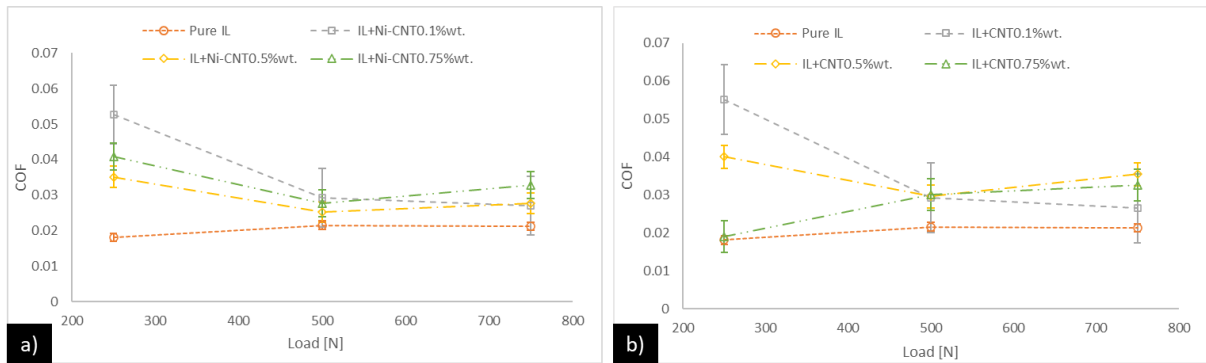 Pure IL
IL+Ni-CNT0.1%wt.
IL+Ni-CNT0.5%wt.
IL+Ni-CNT0.75%wt.
0.07
0.06
0.05
0.04
0.03
0.02
0.01
0
COF
200 300 400 500 600 700 800
Load [N]
a)
Pure IL
IL+CNT0.1%wt.
IL+CNT0.5%wt.
IL+CNT0.75%wt.
0.07
0.06
0.05
0.04
0.03
0.02
0.01
0
COF
200 300 400 500 600 700 800
Load [N]
b)